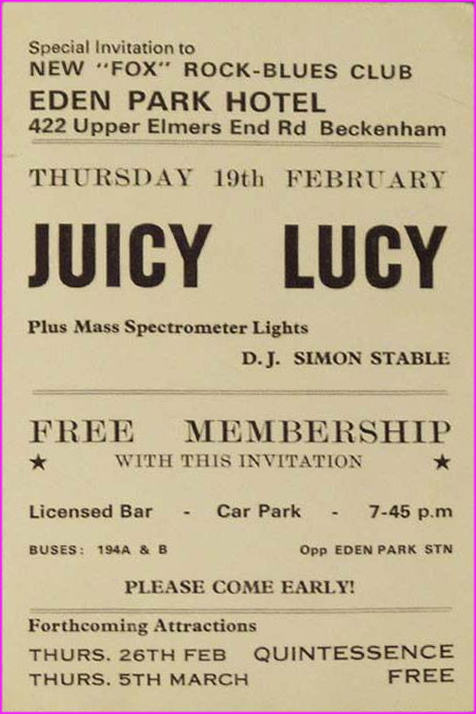 Special Invitation to
NEW "FOX" ROCK-BLUES CLUB
EDEN PARK HOTEL
422 Upper Elmers End Rd Beckenham
THURSDAY 19th FEBRUARY
JUICY LUCY
Plus Mass Spectrometer Lights
D.J. SIMON STABLE
FREE MEMBERSHIP
★ WITH THIS INVITATION ★
Licensed Bar - Car Park - 7-45 p.m
BUSES: 194A & B Opp EDEN PARK STN
PLEASE COME EARLY!
Forthcoming Attractions
THURS. 26TH FEB QUINTESSENCE
THURS. 5TH MARCH FREE